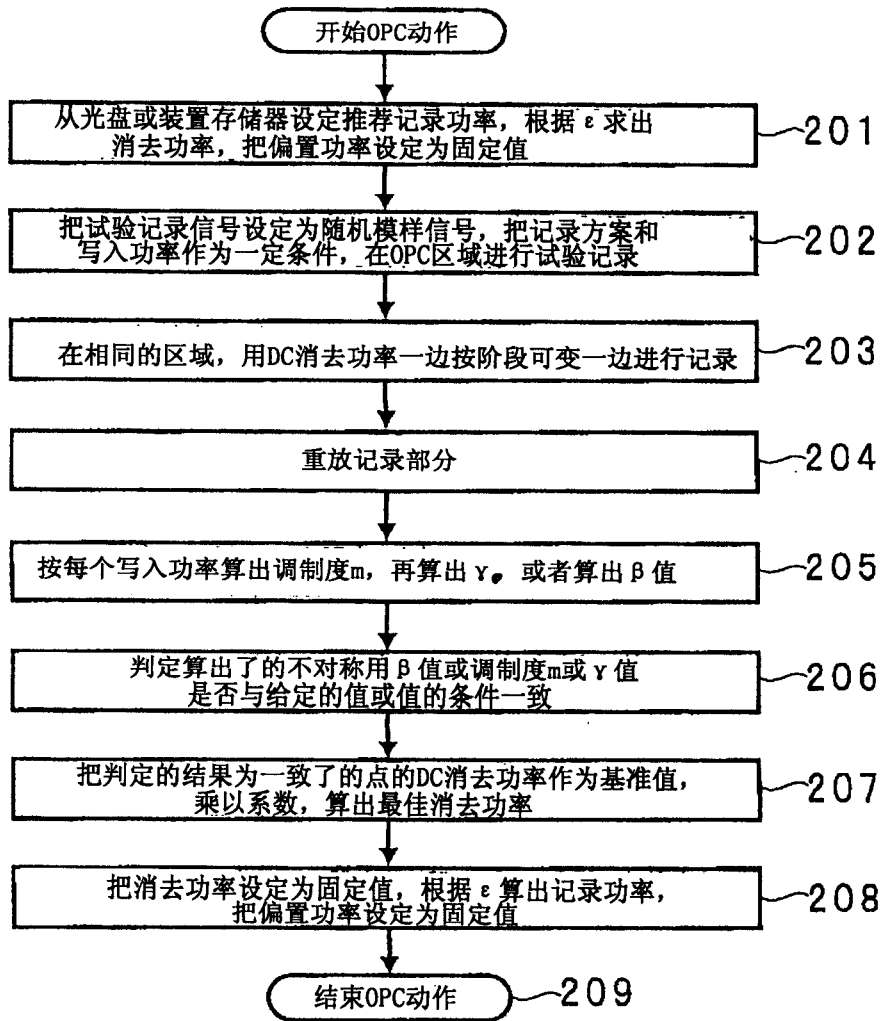 开始OPC动作
从光盘或装置存储器设定推荐记录功率，根据ε求出
消去功率，把偏置功率设定为固定值
201
把试验记录信号设定为随机模样信号，把记录方案和
写入功率作为一定条件，在OPC区域进行试验记录
202
在相同的区域，用DC消去功率一边按阶段可变一边进行记录
203
重放记录部分
204
按每个写入功率算出调制度m，再算出γ。或者算出β值
205
判定算出了的不对称用β值或调制度m或γ值
是否与给定的值或值的条件一致
206
把判定的结果为一致了的点的DC消去功率作为基准值，
乘以系数，算出最佳消去功率
207
把消去功率设定为固定值，根据ε算出记录功率，
把偏置功率设定为固定值
208
结束OPC动作
209